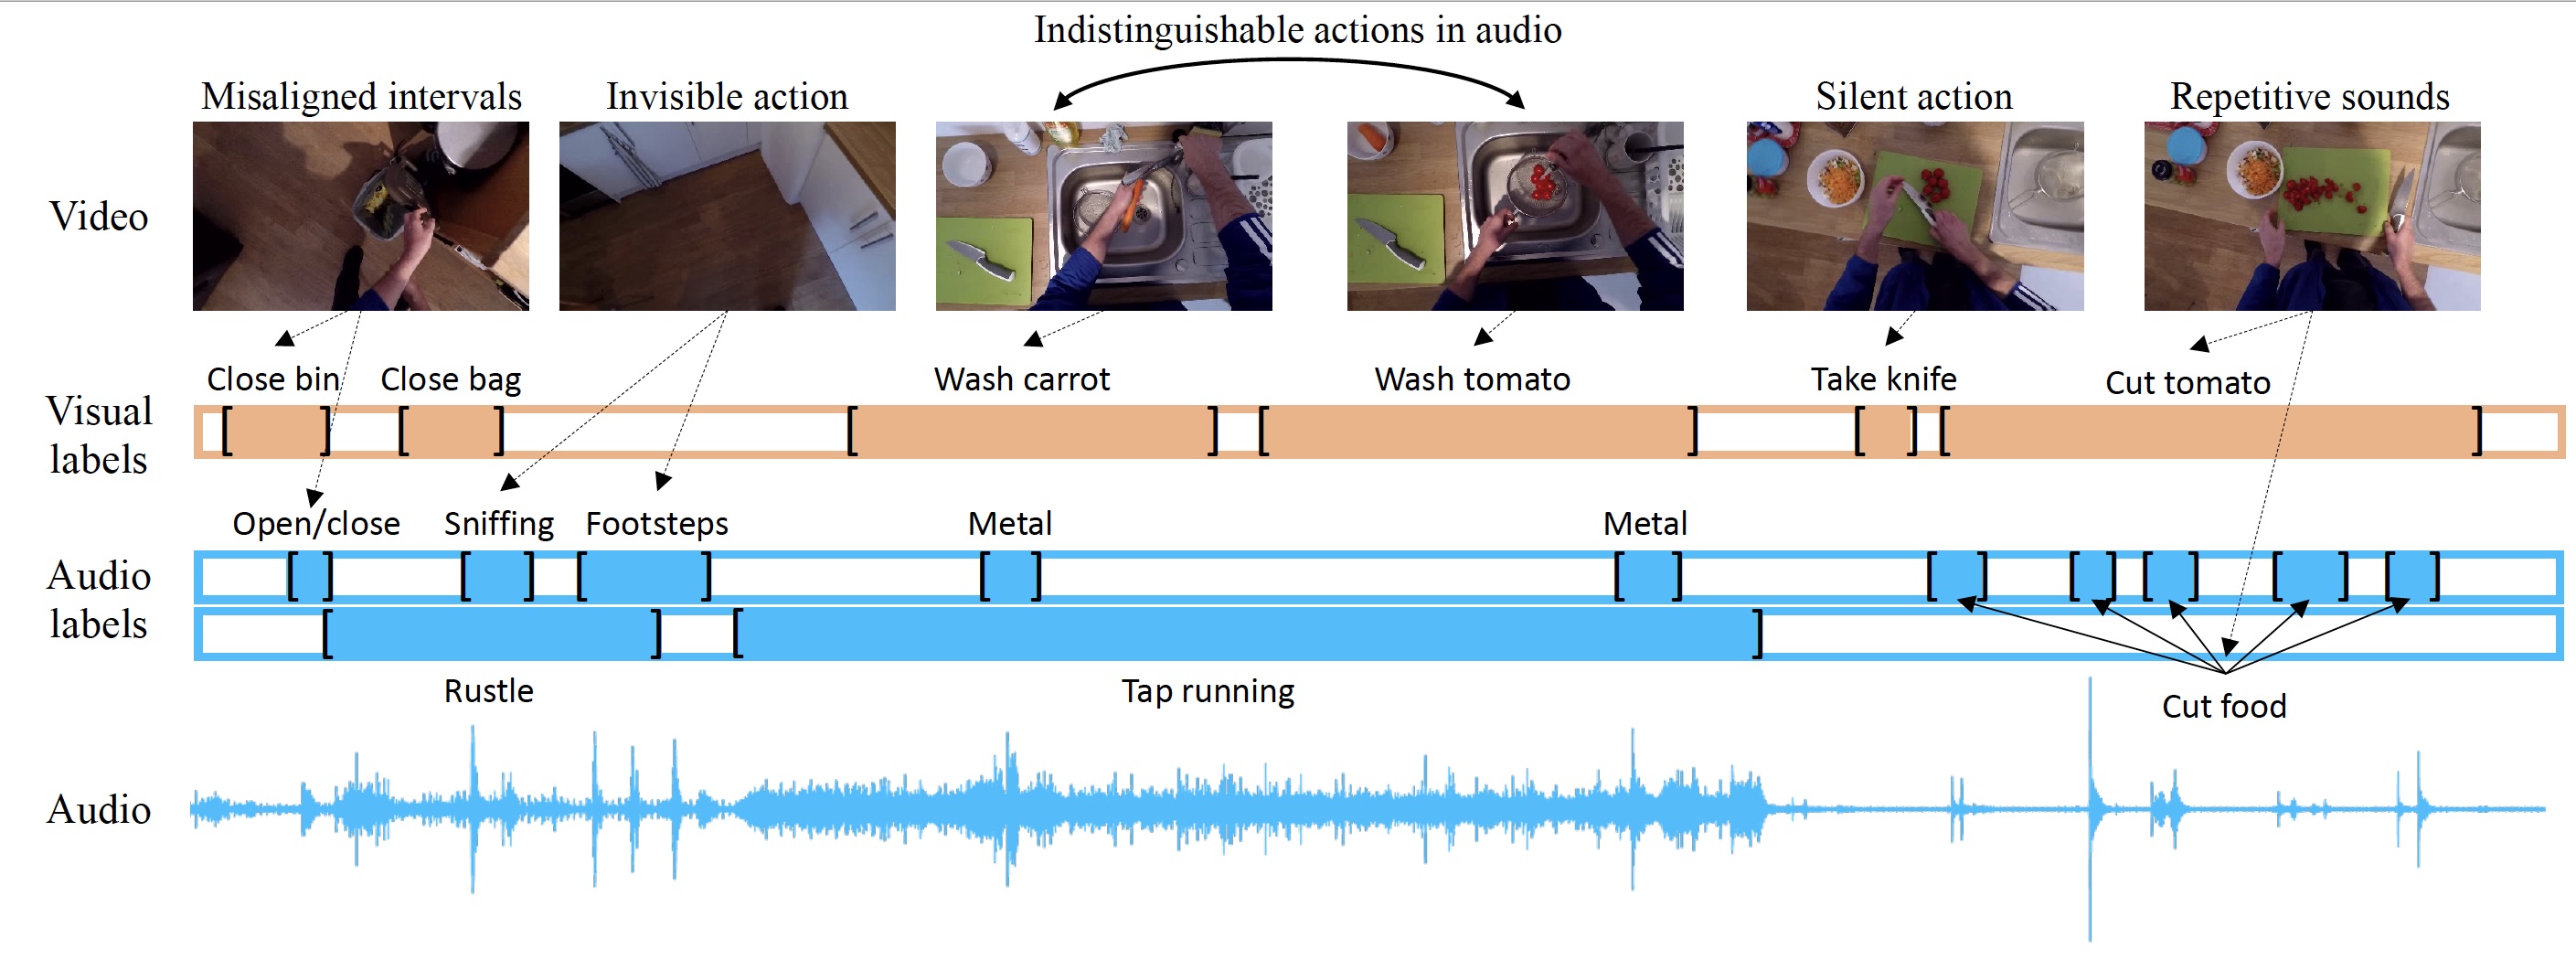 Indistinguishable actions in audio
Misaligned intervals
Invisible action
Silent action
Repetitive sounds
Video
Close bin
Close bag
Wash carrot
Wash tomato
Take knife
Cut tomato
Visual
labels
Open/close
Sniffing
Footsteps
Metal
Metal
Audio
labels
Rustle
Tap running
Cut food
Audio